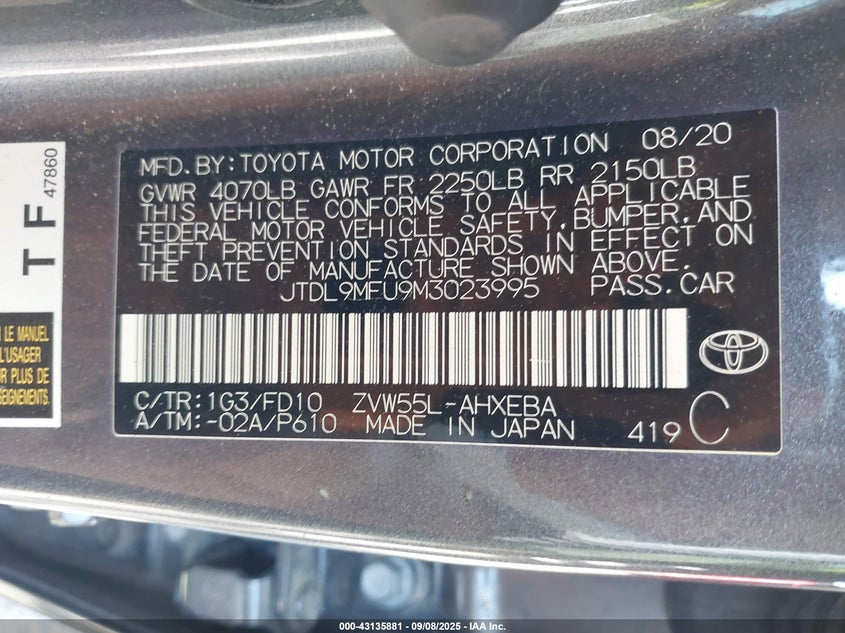 47860
T F
MFD.BY:TOYOTA MOTOR CORPORATION 08/20
GVWR 4070LB GAWR FR 2250LB RR 2150LB
THIS VEHICLE CONFORMS TO ALL APPLICABLE
FEDERAL MOTOR VEHICLE SAFETY,BUMPER,AND
THEFT PREVENTION STANDARDS IN EFFECT ON
THE DATE OF MANUFACTURE SHOWN ABOVE.
JTDL9MFU9M3023995 PASS.CAR
C/TR:1G3/FD10 ZVW55L-AHXEBA
A/TM:-02A/P610 MADE IN JAPAN 419 C
LE MANUEL
L'USAGER
PLUS DE
000-43135881 - 09/08/2025 - IAA Inc.